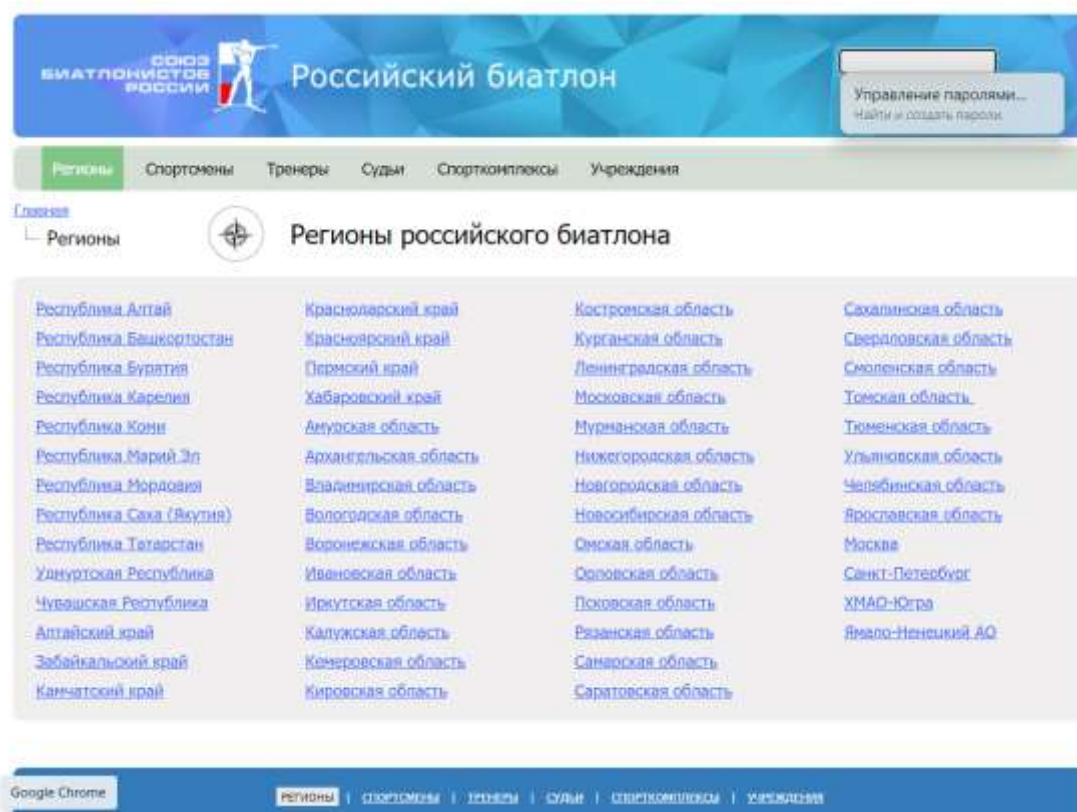 СОЮЗ
БИАТЛОНИСТОВ
РОССИИ
Российский биатлон
Управление паролями...
Найти и создать пароли
Регионы Спортсмены Тренеры Судьи Спорткомплексы Учреждения
Главная
Регионы
Регионы российского биатлона
Республика Алтай Краснодарский край Костромская область Сахалинская область
Республика Башкортостан Красноярский край Курганская область Свердловская область
Республика Бурятия Пермский край Ленинградская область Смоленская область
Республика Карелия Хабаровский край Московская область Томская область
Республика Коми Амурская область Мурманская область Тюменская область
Республика Марий Эл Архангельская область Нижегородская область Ульяновская область
Республика Мордовия Владимирская область Новгородская область Челябинская область
Республика Саха (Якутия) Вологодская область Новосибирская область Ярославская область
Республика Татарстан Воронежская область Омская область Москва
Удмуртская Республика Ивановская область Орловская область Санкт-Петербург
Чувашская Республика Иркутская область Псковская область ХМАО-Югра
Алтайский край Калужская область Рязанская область Ямало-Ненецкий АО
Забайкальский край Кемеровская область Самарская область
Камчатский край Кировская область Саратовская область
Google Chrome
РЕГИОНЫ | СПОРТСМЕНЫ | ТРЕНЕРЫ | СУДЬИ | СПОРТКОМПЛЕКСЫ | УЧРЕЖДЕНИЯ